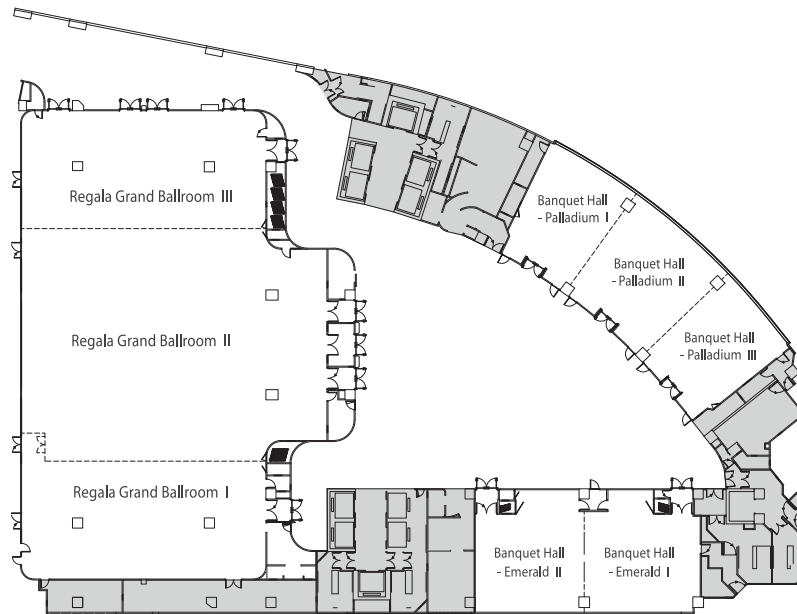 Regala Grand Ballroom III
Banquet Hall
- Palladium I
Banquet Hall
- Palladium II
Regala Grand Ballroom II
Banquet Hall
- Palladium III
Regala Grand Ballroom I
Banquet Hall
- Emerald II
Banquet Hall
- Emerald I